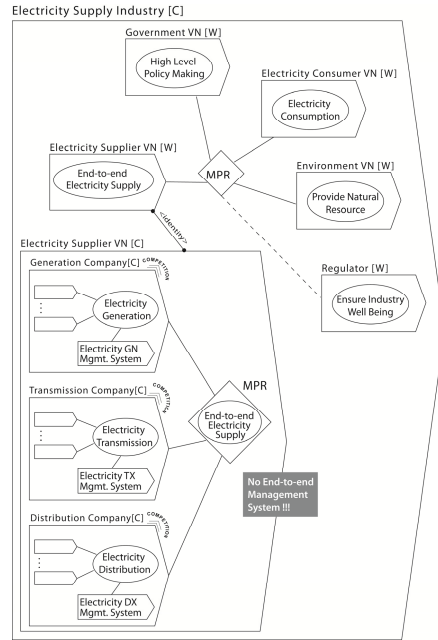 Electricity Supply Industry [C]
Government VN [W]
High Level
Policy Making
Electricity Consumer VN [W]
Electricity
Consumption
Electricity Supplier VN [W]
End-to-end
Electricity Supply
MPR
Environment VN [W]
Provide Natural
Resource
<identity>
Electricity Supplier VN [C]
Regulator [W]
Ensure Industry
Well Being
Generation Company[C]
COMPETITION
Electricity
Generation
Electricity GN
Mgmt. System
Transmission Company[C]
COMPETITION
Electricity
Transmission
Electricity TX
Mgmt. System
MPR
End-to-end
Electricity
Supply
No End-to-end
Management
System !!!
Distribution Company[C]
COMPETITION
Electricity
Distribution
Electricity DX
Mgmt. System